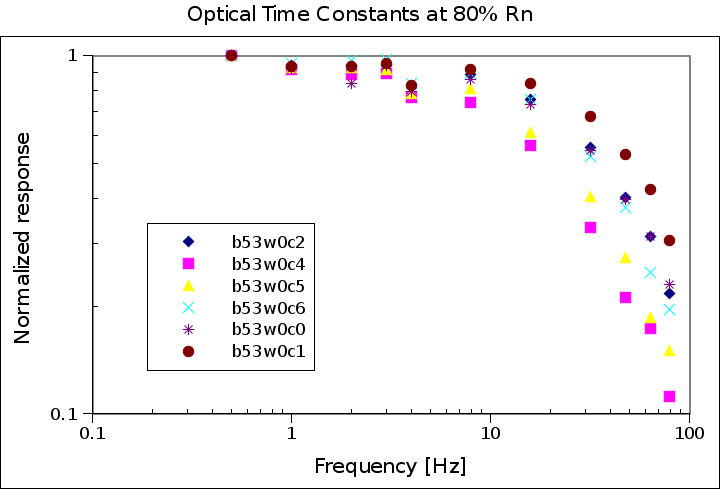 Optical Time Constants at 80% Rn
1
Normalized response
b53w0c2
b53w0c4
b53w0c5
b53w0c6
b53w0c0
b53w0c1
0.1
0.1 1 10 100
Frequency [Hz]